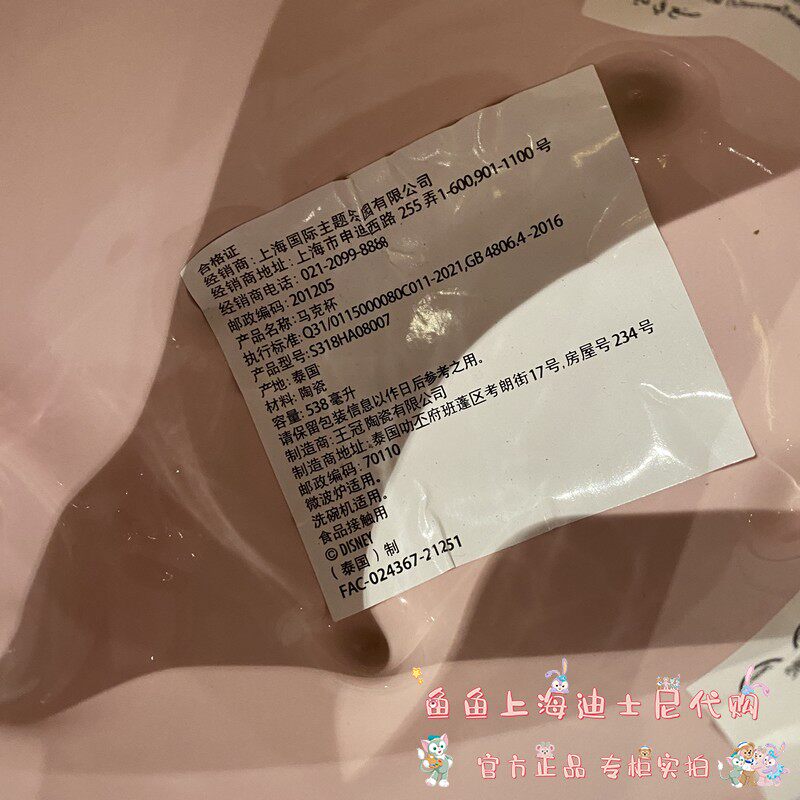 合格证
经销商：上海国际主题乐园有限公司
经销商地址：上海市申迪西路 255 弄1-600,901-1100 号
经销商电话：021-2099-8888
邮政编码：201205
产品名称：马克杯
执行标准：Q31/0115000080C011-2021,GB 4806.4-2016
产品型号：S318HA08007
产地：泰国
材料：陶瓷
容量：538 毫升
请保留包装信息以作日后参考之用。
制造商：王冠陶瓷有限公司
制造商地址：泰国叻丕府班蓬区考朗街17号，房屋号 234 号
邮政编码：70110
微波炉适用。
洗碗机适用。
食品接触用
© DISNEY
（泰国）制
FAC-024367-21251
鱼鱼上海迪士尼代购
官方正品 专柜实拍